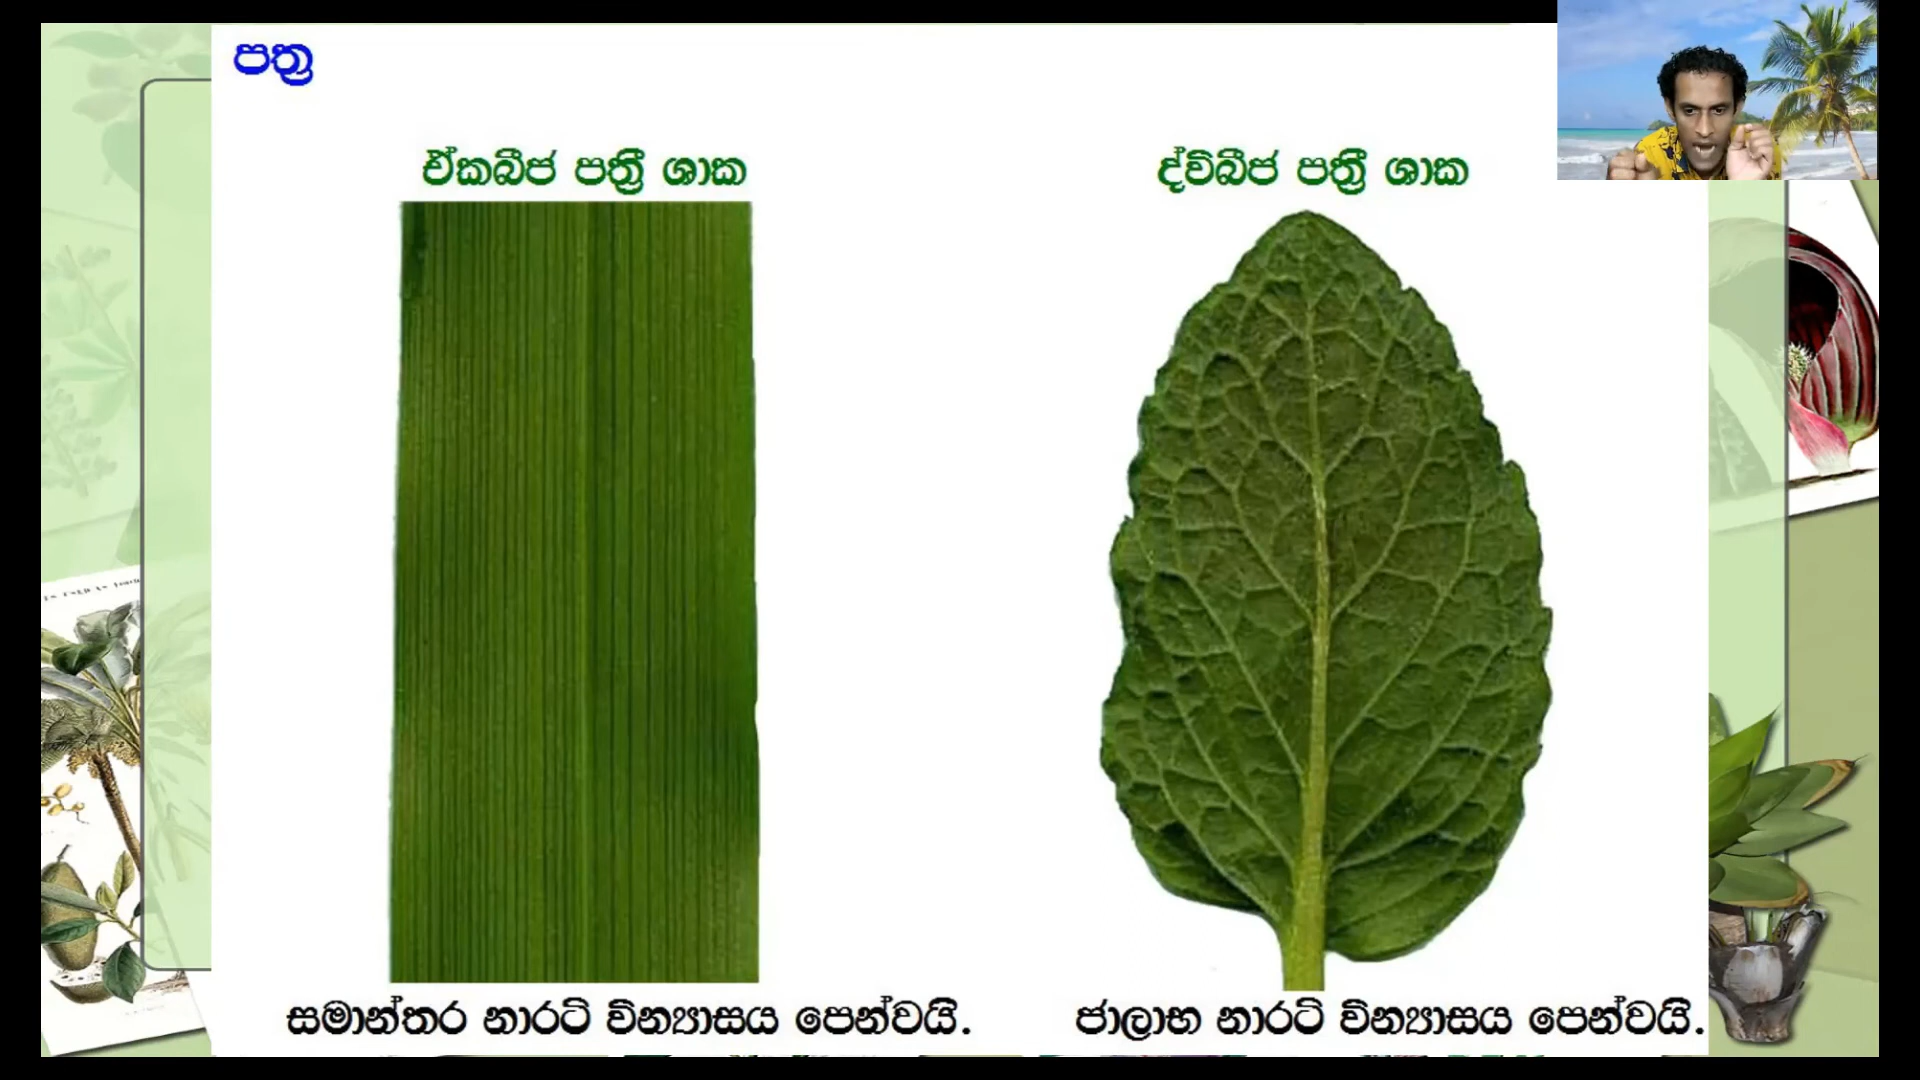 පත්‍ර
ඒකබීජ පත්‍රී ශාක
ද්විබීජ පත්‍රී ශාක
සමාන්තර නාරටි වින්‍යාසය පෙන්වයි.
ජාලාභ නාරටි වින්‍යාසය පෙන්වයි.